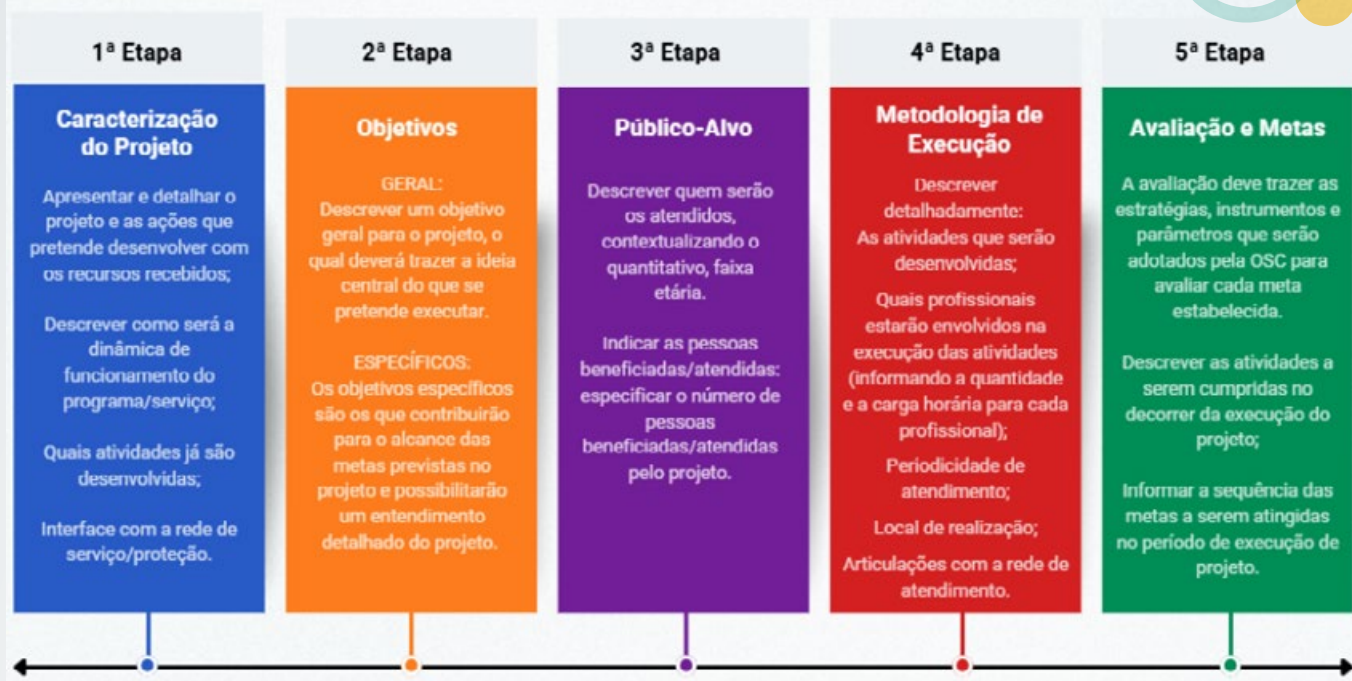 1ª Etapa
Caracterização
do Projeto
Apresentar e detalhar o
projeto e as ações que
pretende desenvolver com
os recursos recebidos;
Descrever como será a
dinâmica de
funcionamento do
programa/serviço;
Quais atividades já são
desenvolvidas;
Interface com a rede de
serviço/proteção.
2ª Etapa
Objetivos
GERAL:
Descrever um objetivo
geral para o projeto, o
qual deverá trazer a ideia
central do que se
pretende executar.
ESPECÍFICOS:
Os objetivos específicos
são os que contribuirão
para o alcance das
metas previstas no
projeto e possibilitarão
um entendimento
detalhado do projeto.
3ª Etapa
Público-Alvo
Descrever quem serão
os atendidos,
contextualizando o
quantitativo, faixa
etária.
Indicar as pessoas
beneficiadas/atendidas:
especificar o número de
pessoas
beneficiadas/atendidas
pelo projeto.
4ª Etapa
Metodologia de
Execução
Descrever
detalhadamente:
As atividades que serão
desenvolvidas;
Quais profissionais
estarão envolvidos na
execução das atividades
(informando a quantidade
e a carga horária para cada
profissional);
Periodicidade de
atendimento;
Local de realização;
Articulações com a rede de
atendimento.
5ª Etapa
Avaliação e Metas
A avaliação deve trazer as
estratégias, instrumentos e
parâmetros que serão
adotados pela OSC para
avaliar cada meta
estabelecida.
Descrever as atividades a
serem cumpridas no
decorrer da execução do
projeto;
Informar a sequência das
metas a serem atingidas
no período de execução de
projeto.